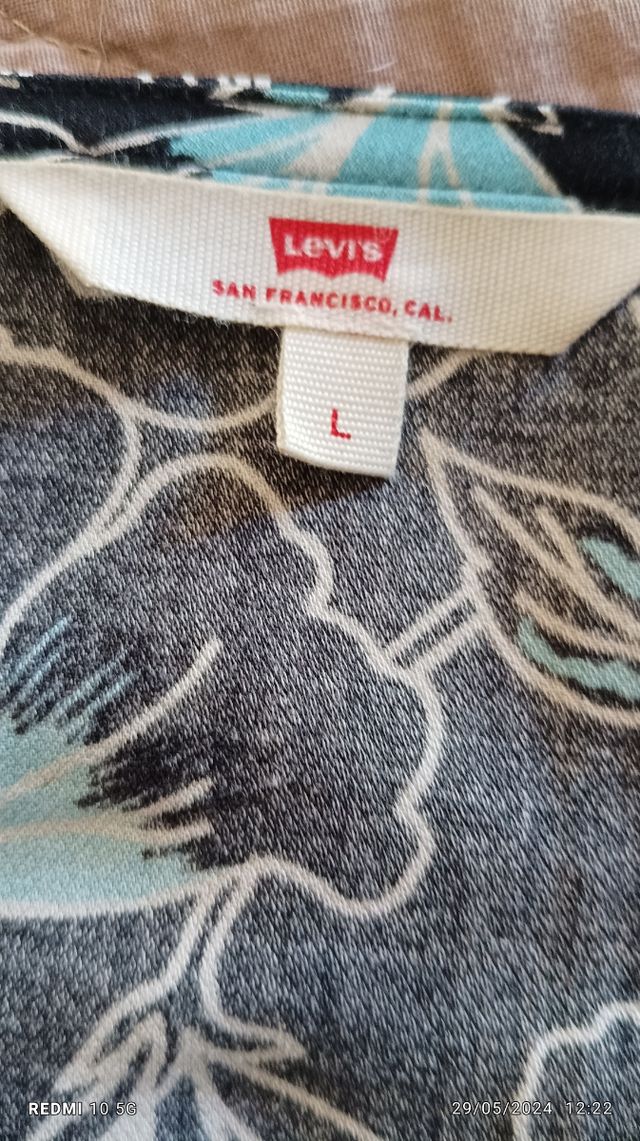 Levi's
SAN FRANCISCO, CAL.
L
REDMI 10 5G
29/05/2024 12:22